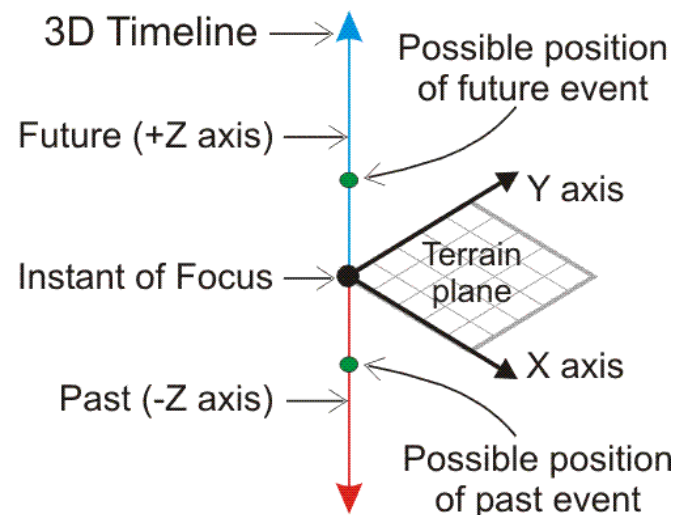 3D Timeline
Possible position
of future event
Future (+Z axis)
Y axis
Terrain
plane
Instant of Focus
X axis
Past (-Z axis)
Possible position
of past event